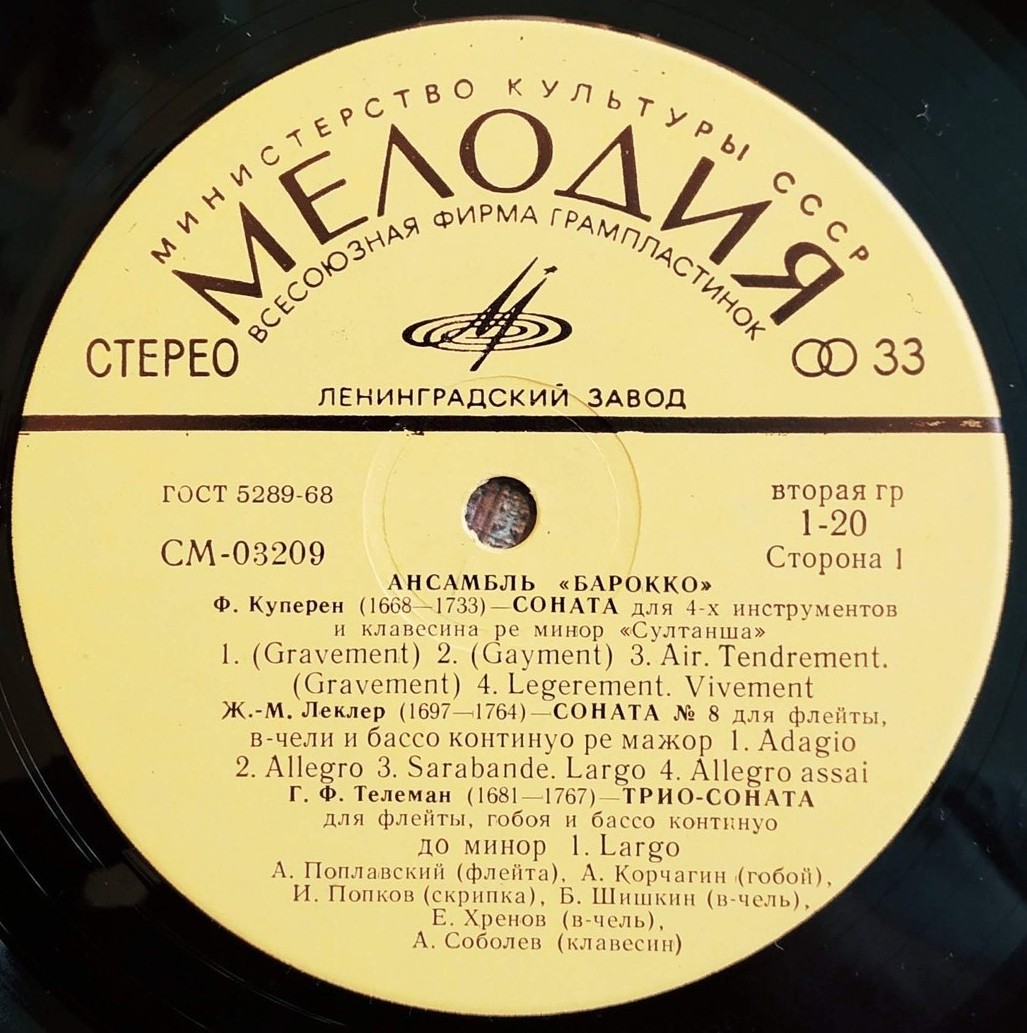 МИНИСТЕРСТВО КУЛЬТУРЫ СССР
МЕЛОДИЯ
ВСЕСОЮЗНАЯ ФИРМА ГРАМПЛАСТИНОК
СТЕРЕО
33
ЛЕНИНГРАДСКИЙ ЗАВОД
ГОСТ 5289-68
вторая гр
1-20
СМ-03209
Сторона 1
АНСАМБЛЬ «БАРОККО»
Ф. Куперен (1668—1733)—СОНАТА для 4-х инструментов
и клавесина ре минор «Султанша»
1. (Gravement) 2. (Gayment) 3. Air. Tendrement.
(Gravement) 4. Legerement. Vivement
Ж.-М. Леклер (1697—1764)—СОНАТА № 8 для флейты,
в-чели и бассо континуо ре мажор 1. Adagio
2. Allegro 3. Sarabande. Largo 4. Allegro assai
Г. Ф. Телеман (1681—1767)—ТРИО-СОНАТА
для флейты, гобоя и бассо континуо
до минор 1. Largo
А. Поплавский (флейта), А. Корчагин (гобой),
И. Попков (скрипка), Б. Шишкин (в-чель),
Е. Хренов (в-чель),
А. Соболев (клавесин)